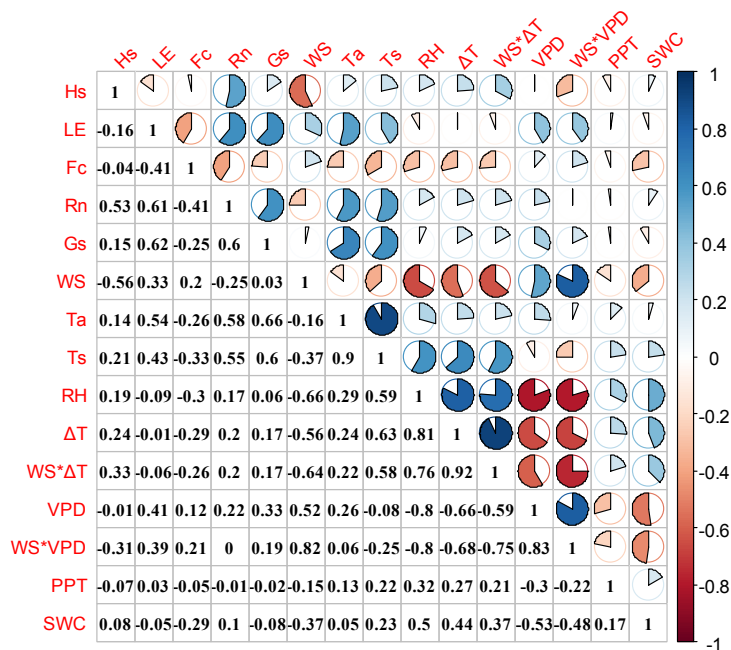 Hs LE Fc Rn Gs WS Ta Ts RH ΔT WS*ΔT VPD WS*VPD PPT SWC
Hs 1
LE -0.16 1
Fc -0.04 -0.41 1
Rn 0.53 0.61 -0.41 1
Gs 0.15 0.62 -0.25 0.6 1
WS -0.56 0.33 0.2 -0.25 0.03 1
Ta 0.14 0.54 -0.26 0.58 0.66 -0.16 1
Ts 0.21 0.43 -0.33 0.55 0.6 -0.37 0.9 1
RH 0.19 -0.09 -0.3 0.17 0.06 -0.66 0.29 0.59 1
ΔT 0.24 -0.01 -0.29 0.2 0.17 -0.56 0.24 0.63 0.81 1
WS*ΔT 0.33 -0.06 -0.26 0.2 0.17 -0.64 0.22 0.58 0.76 0.92 1
VPD -0.01 0.41 0.12 0.22 0.33 0.52 0.26 -0.08 -0.8 -0.66 -0.59 1
WS*VPD -0.31 0.39 0.21 0 0.19 0.82 0.06 -0.25 -0.8 -0.68 -0.75 0.83 1
PPT -0.07 0.03 -0.05 -0.01 -0.02 -0.15 0.13 0.22 0.32 0.27 0.21 -0.3 -0.22 1
SWC 0.08 -0.05 -0.29 0.1 -0.08 -0.37 0.05 0.23 0.5 0.44 0.37 -0.53 -0.48 0.17 1
1
0.8
0.6
0.4
0.2
0
-0.2
-0.4
-0.6
-0.8
-1